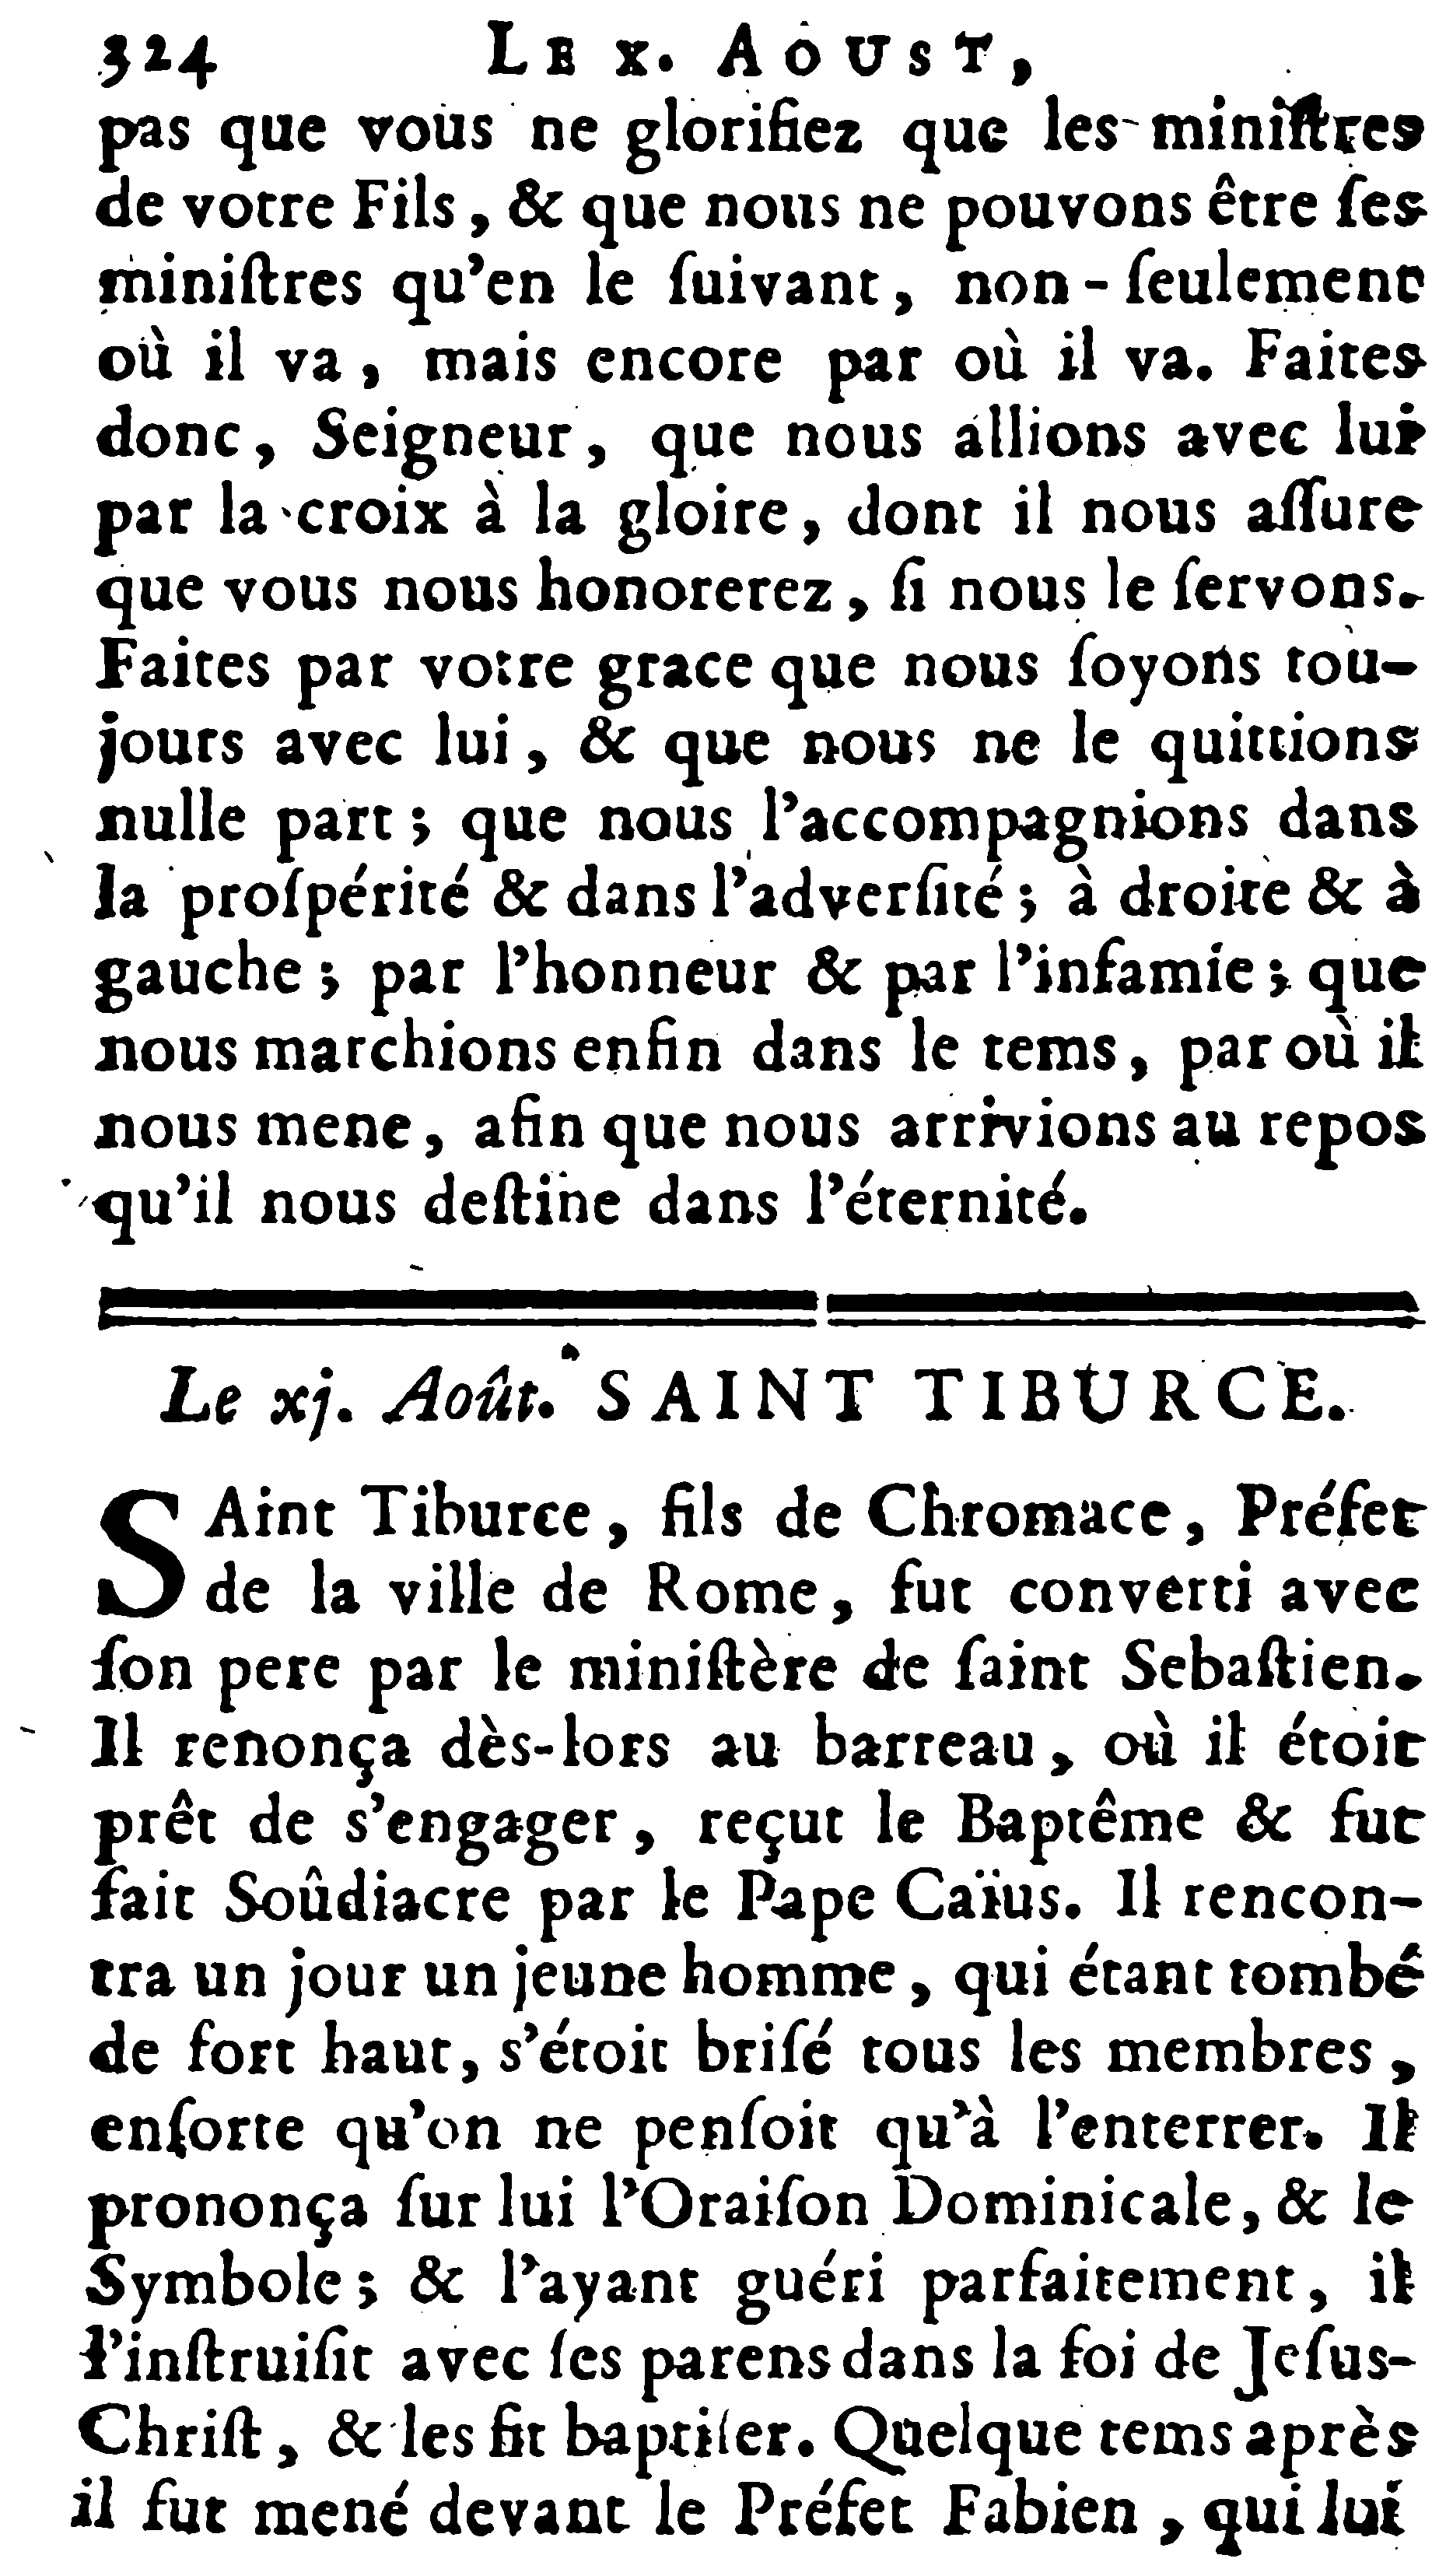 324 LE X. AOUST,
pas que vous ne glorifiez que les miniſtres
de votre Fils, & que nous ne pouvons être ſes
miniſtres qu'en le ſuivant, non-ſeulement
où il va, mais encore par où il va. Faites
donc, Seigneur, que nous allions avec lui
par la croix à la gloire, dont il nous aſſure
que vous nous honorerez, ſi nous le ſervons.
Faites par votre grace que nous ſoyons tou-
jours avec lui, & que nous ne le quittions
nulle part; que nous l'accompagnions dans
la proſpérité & dans l'adverſité; à droite & à
gauche; par l'honneur & par l'infamie; que
nous marchions enfin dans le tems, par où il
nous mene, afin que nous arrivions au repos
qu'il nous deſtine dans l'éternité.
Le xj. Août. SAINT TIBURCE.
SAint Tiburce, fils de Chromace, Préfet
de la ville de Rome, fut converti avec
ſon pere par le miniſtère de ſaint Sebaſtien.
Il renonça dès-lors au barreau, où il étoit
prêt de s'engager, reçut le Baptême & fut
fait Soûdiacre par le Pape Caïus. Il rencon-
tra un jour un jeune homme, qui étant tombé
de fort haut, s'étoit briſé tous les membres,
enſorte qu'on ne penſoit qu'à l'enterrer. Il
prononça ſur lui l'Oraiſon Dominicale, & le
Symbole; & l'ayant guéri parfaitement, il
l'inſtruiſit avec ſes parens dans la foi de Jeſus-
Chriſt, & les fit baptiſer. Quelque tems après
il fut mené devant le Préfet Fabien, qui lui